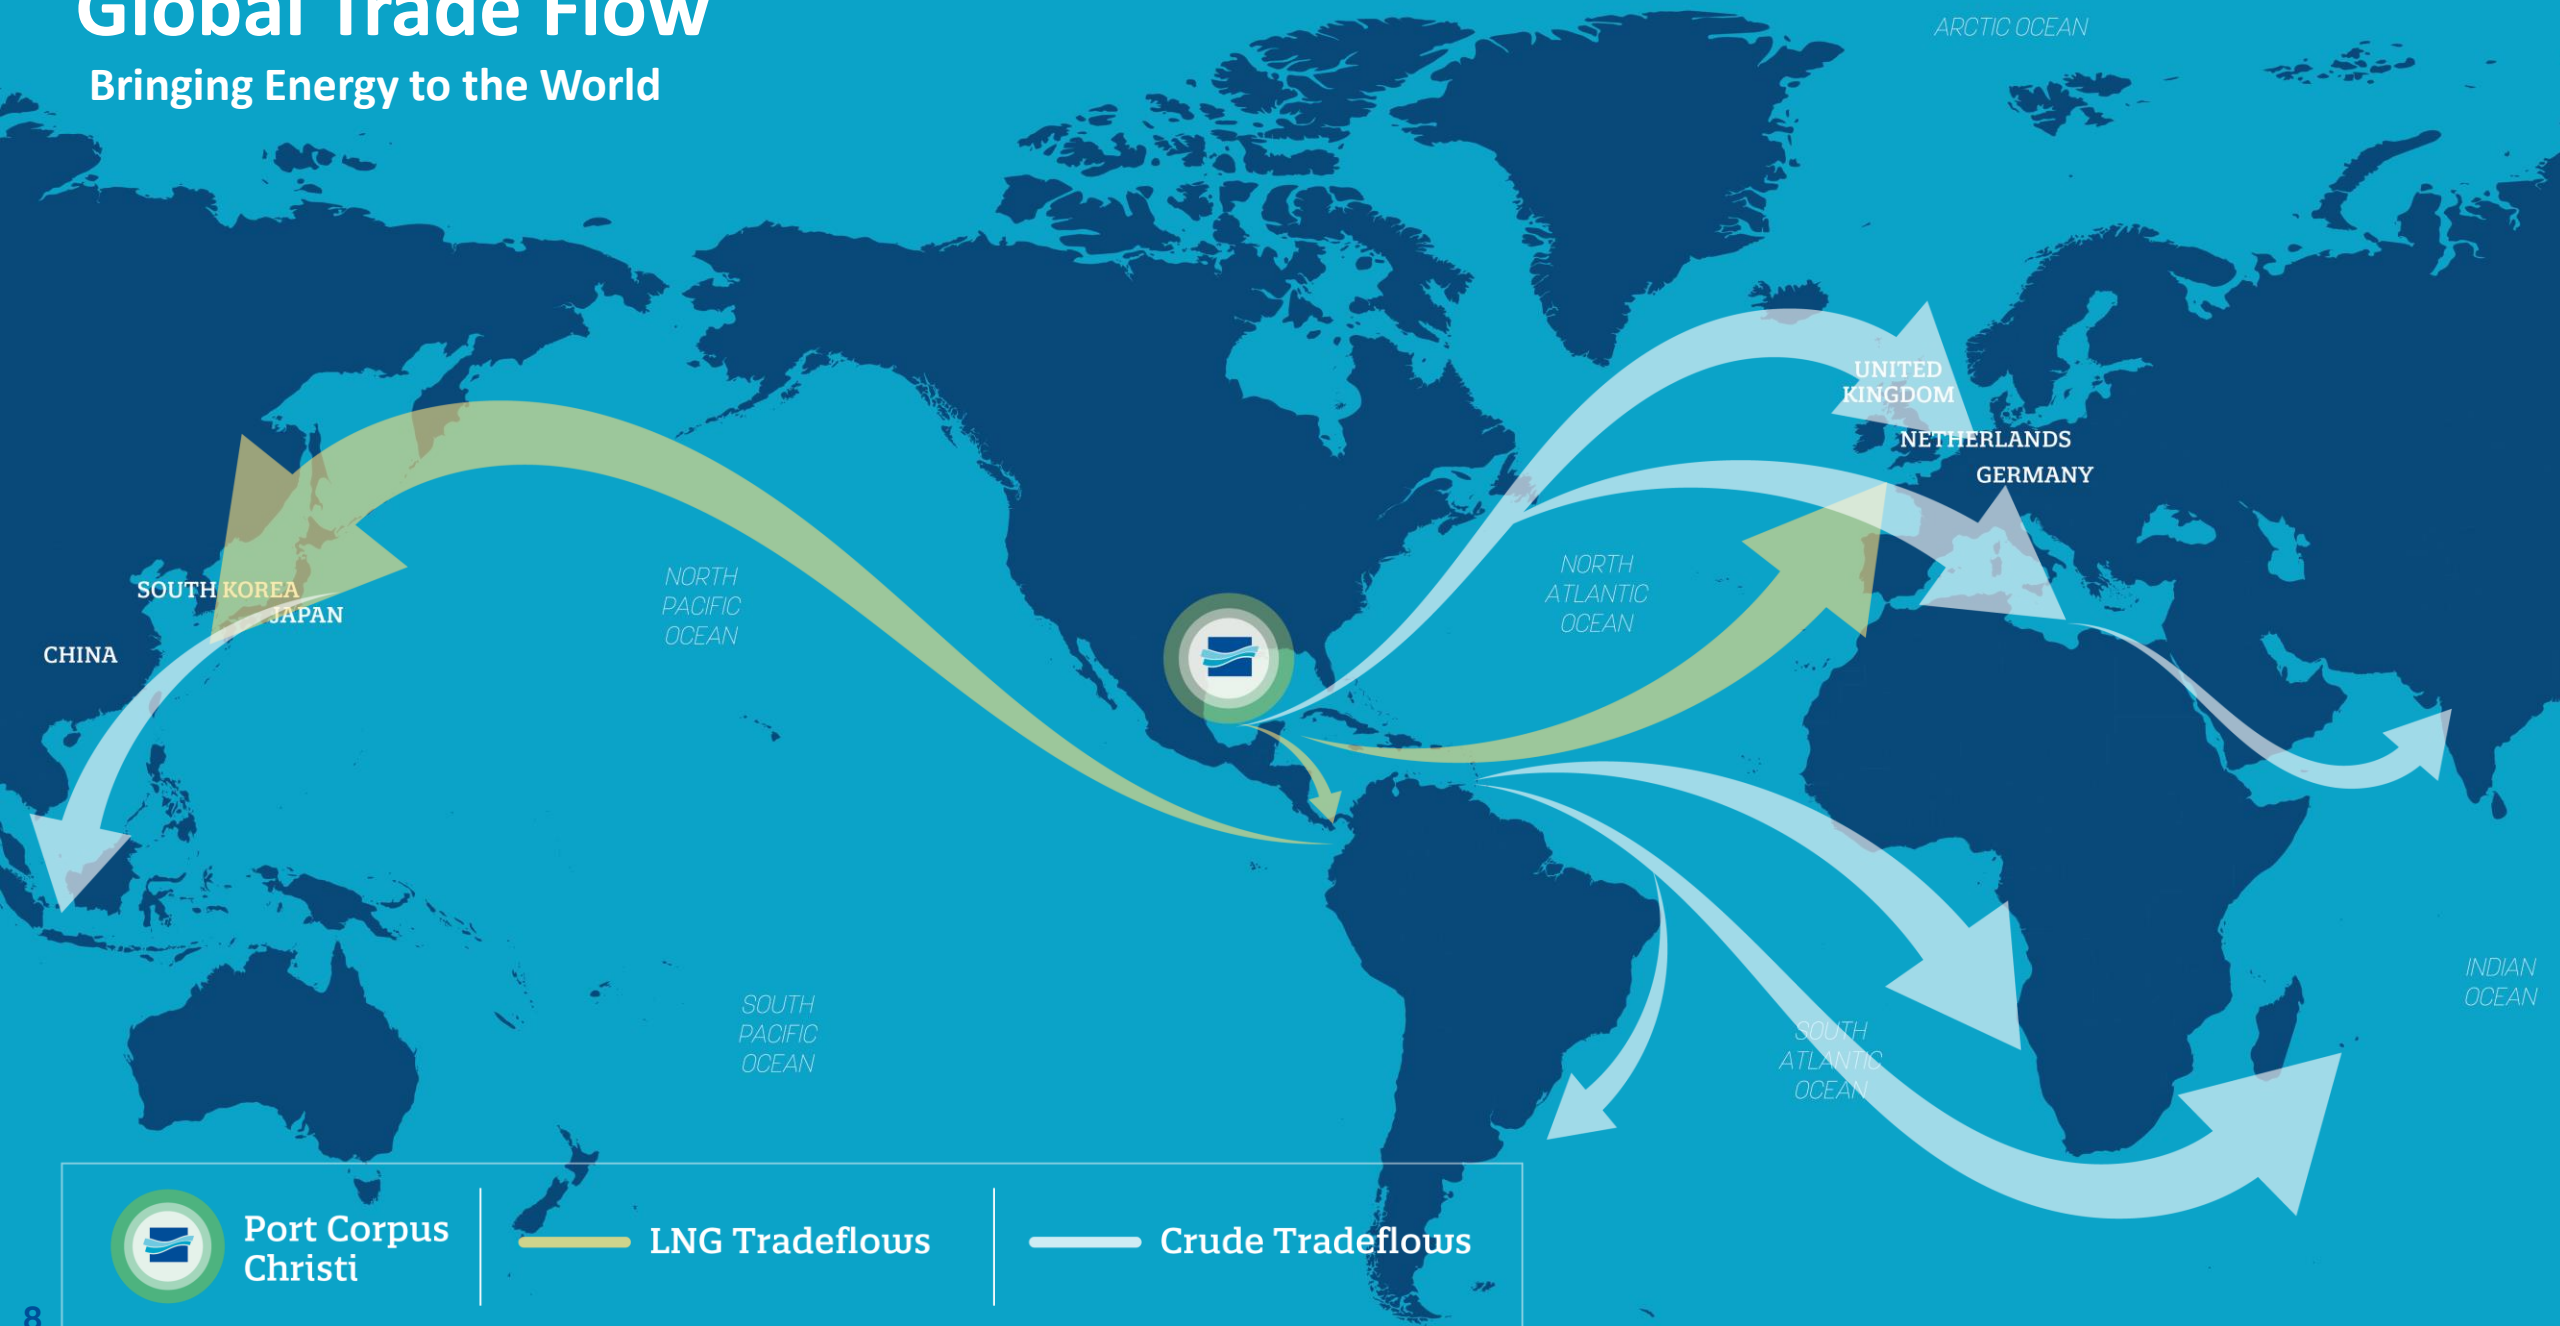 Global Trade Flow
Bringing Energy to the World
ARCTIC OCEAN
UNITED
KINGDOM
NETHERLANDS
GERMANY
SOUTH KOREA
JAPAN
CHINA
NORTH
PACIFIC
OCEAN
NORTH
ATLANTIC
OCEAN
SOUTH
PACIFIC
OCEAN
SOUTH
ATLANTIC
OCEAN
INDIAN
OCEAN
Port Corpus
Christi
LNG Tradeflows
Crude Tradeflows
8